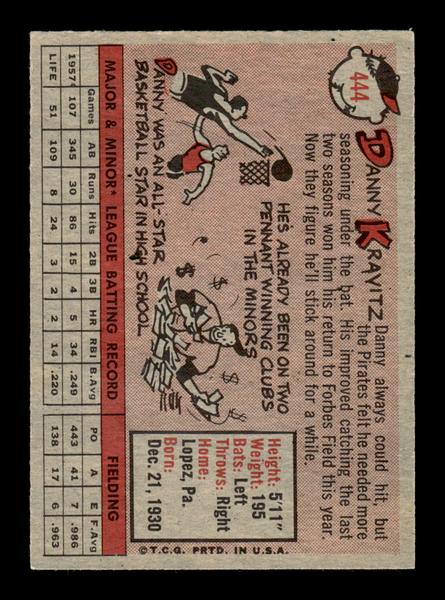 444
DANNY KRAVITZ
Danny always could hit, but
the Pirates felt he needed more
seasoning under the bat. His improved catching the last
two seasons won him his return to Forbes Field this year.
Now they figure he'll stick around for a while.
DANNY WAS AN ALL-STAR
BASKETBALL STAR IN HIGH SCHOOL
HE'S ALREADY BEEN ON TWO
PENNANT WINNING CLUBS
IN THE MINORS
$ $ $ $
Height: 5'11"
Weight: 195
Bats: Left
Throws: Right
Home:
Lopez, Pa.
Born:
Dec. 21, 1930
MAJOR & MINOR* LEAGUE BATTING RECORD FIELDING
Games AB Runs Hits 2B 3B HR RBI B.Avg PO A E F.Avg
1957* 107 345 30 86 15 4 5 34 .249 443 41 7 .986
LIFE 51 109 8 24 3 2 3 14 .220 138 17 6 .963
©T.C.G. PRTD. IN U.S.A.